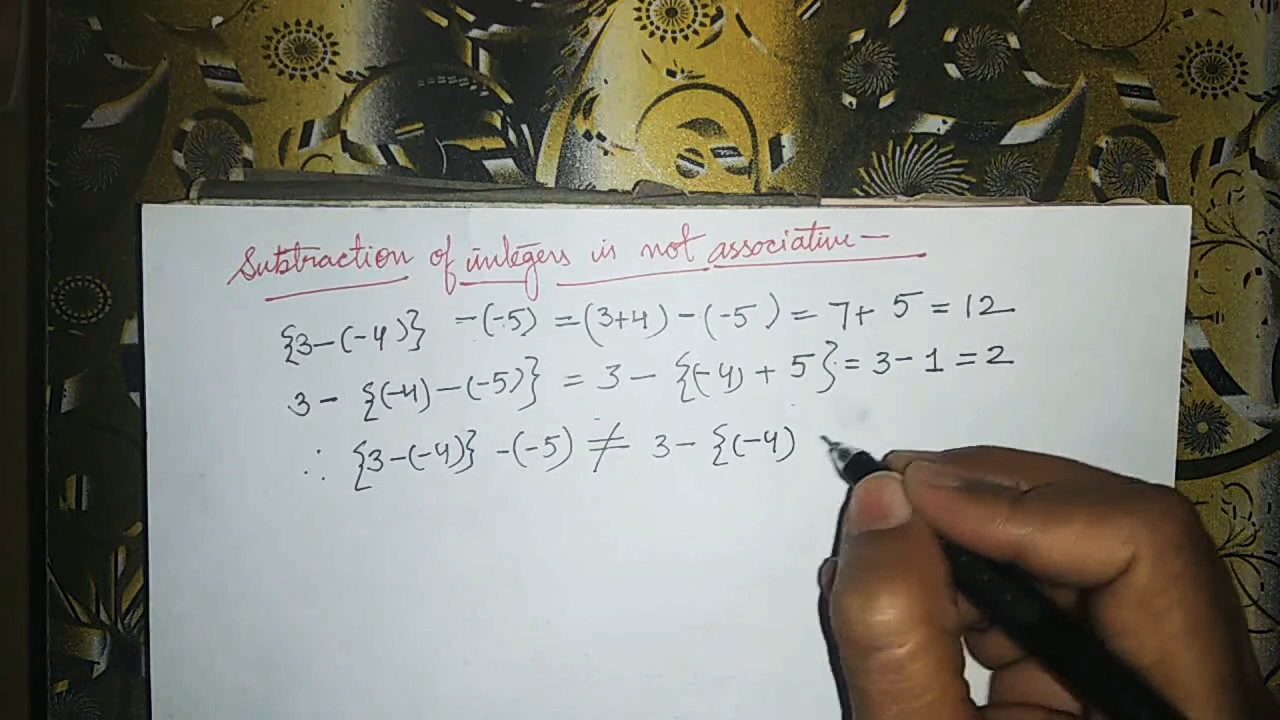 Subtraction of integers is not associative—
{3-(-4)} -(-5) =(3+4)-(-5) = 7+ 5 = 12
3- {(-4)-(-5)} = 3- {(-4)+5} = 3-1 = 2
∴ {3-(-4)} -(-5) ≠ 3- {(-4)